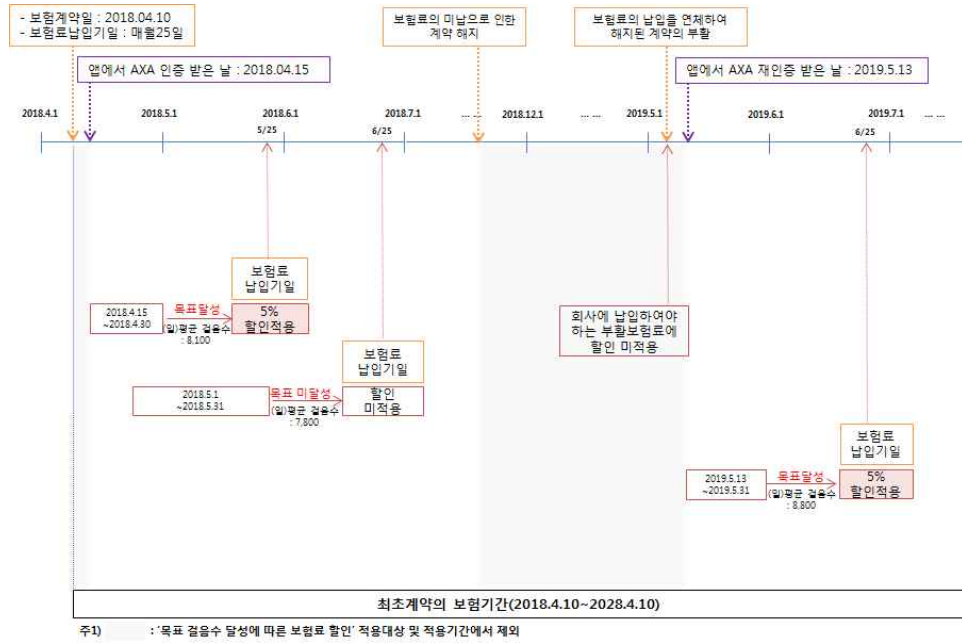 - 보험계약일 : 2018.04.10
- 보험료납입기일 : 매월25일
보험료의 미납으로 인한
계약 해지
보험료의 납입을 연체하여
해지된 계약의 부활
앱에서 AXA 인증 받은 날 : 2018.04.15
앱에서 AXA 재인증 받은 날 : 2019.5.13
2018.4.1
2018.5.1
2018.6.1
2018.7.1
... ...
2018.12.1
... ...
2019.5.1
2019.6.1
2019.7.1
... ...
5/25
6/25
6/25
보험료
납입기일
2018.4.15
~2018.4.30
목표달성
(일)평균 걸음수
: 8,100
5%
할인적용
회사에 납입하여야
하는 부활보험료에
할인 미적용
보험료
납입기일
2018.5.1
~2018.5.31
목표 미달성
(일)평균 걸음수
: 7,800
할인
미적용
보험료
납입기일
2019.5.13
~2019.5.31
목표달성
(일)평균 걸음수
: 8,800
5%
할인적용
최초계약의 보험기간(2018.4.10~2028.4.10)
주1) : '목표 걸음수 달성에 따른 보험료 할인' 적용대상 및 적용기간에서 제외